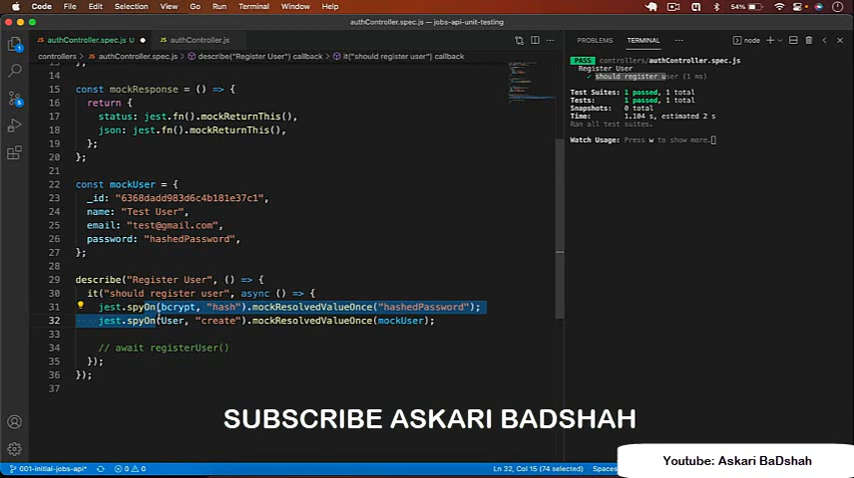 Code File Edit Selection View Go Run Terminal Window Help
54%
authController.spec.js — jobs-api-unit-testing
authController.spec.js U
authController.js
controllers > authController.spec.js > describe("Register User") callback > it("should register user") callback
PROBLEMS TERMINAL ... node
14
15 const mockResponse = () => {
16 return {
17 status: jest.fn().mockReturnThis(),
18 json: jest.fn().mockReturnThis(),
19 };
20 };
21
22 const mockUser = {
23 _id: "6368dadd983d6c4b181e37c1",
24 name: "Test User",
25 email: "test@gmail.com",
26 password: "hashedPassword",
27 };
28
29 describe("Register User", () => {
30 it("should register user", async () => {
31 jest.spyOn(bcrypt, "hash").mockResolvedValueOnce("hashedPassword");
32 jest.spyOn(User, "create").mockResolvedValueOnce(mockUser);
33
34 // await registerUser()
35 });
36 });
37
PASS controllers/authController.spec.js
Register User
✓ should register user (1 ms)
Test Suites: 1 passed, 1 total
Tests: 1 passed, 1 total
Snapshots: 0 total
Time: 1.104 s, estimated 2 s
Ran all test suites.
Watch Usage: Press w to show more.
SUBSCRIBE ASKARI BADSHAH
Youtube: Askari BaDshah
001-initial-jobs-api* 0 0 Ln 32, Col 15 (74 selected) Spaces